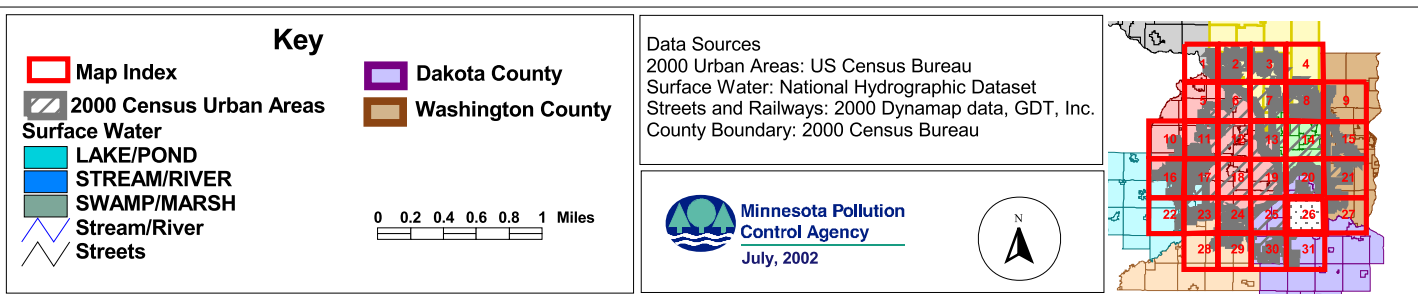 Key
Map Index
2000 Census Urban Areas
Surface Water
LAKE/POND
STREAM/RIVER
SWAMP/MARSH
Stream/River
Streets
Dakota County
Washington County
0 0.2 0.4 0.6 0.8 1 Miles
Data Sources
2000 Urban Areas: US Census Bureau
Surface Water: National Hydrographic Dataset
Streets and Railways: 2000 Dynamap data, GDT, Inc.
County Boundary: 2000 Census Bureau
Minnesota Pollution
Control Agency
July, 2002
N
1 2 3 4
5 6 7 8 9
10 11 12 13 14 15
16 17 18 19 20 21
22 23 24 25 26 27
28 29 30 31